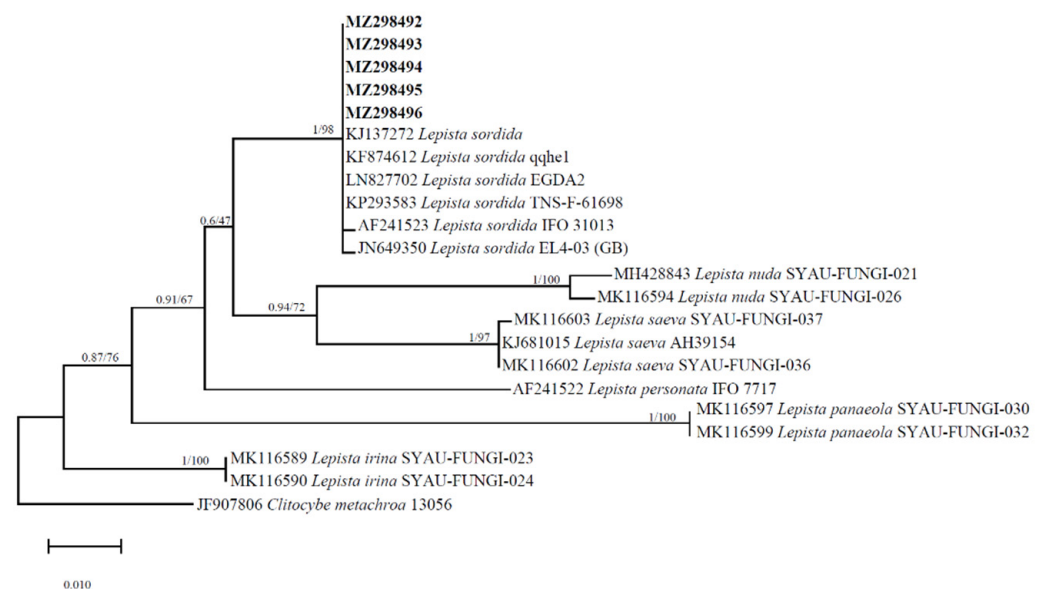 MZ298492
MZ298493
MZ298494
MZ298495
MZ298496
1/98
KJ137272 Lepista sordida
KF874612 Lepista sordida qqhe1
LN827702 Lepista sordida EGDA2
KP293583 Lepista sordida TNS-F-61698
0.6/47
AF241523 Lepista sordida IFO 31013
JN649350 Lepista sordida EL4-03 (GB)
MH428843 Lepista nuda SYAU-FUNGI-021
1/100
MK116594 Lepista nuda SYAU-FUNGI-026
0.91/67
0.94/72
MK116603 Lepista saeva SYAU-FUNGI-037
1/97
KJ681015 Lepista saeva AH39154
0.87/76
MK116602 Lepista saeva SYAU-FUNGI-036
AF241522 Lepista personata IFO 7717
MK116597 Lepista panaeola SYAU-FUNGI-030
1/100
MK116599 Lepista panaeola SYAU-FUNGI-032
1/100
MK116589 Lepista irina SYAU-FUNGI-023
MK116590 Lepista irina SYAU-FUNGI-024
JF907806 Clitocybe metachroa 13056
0.010